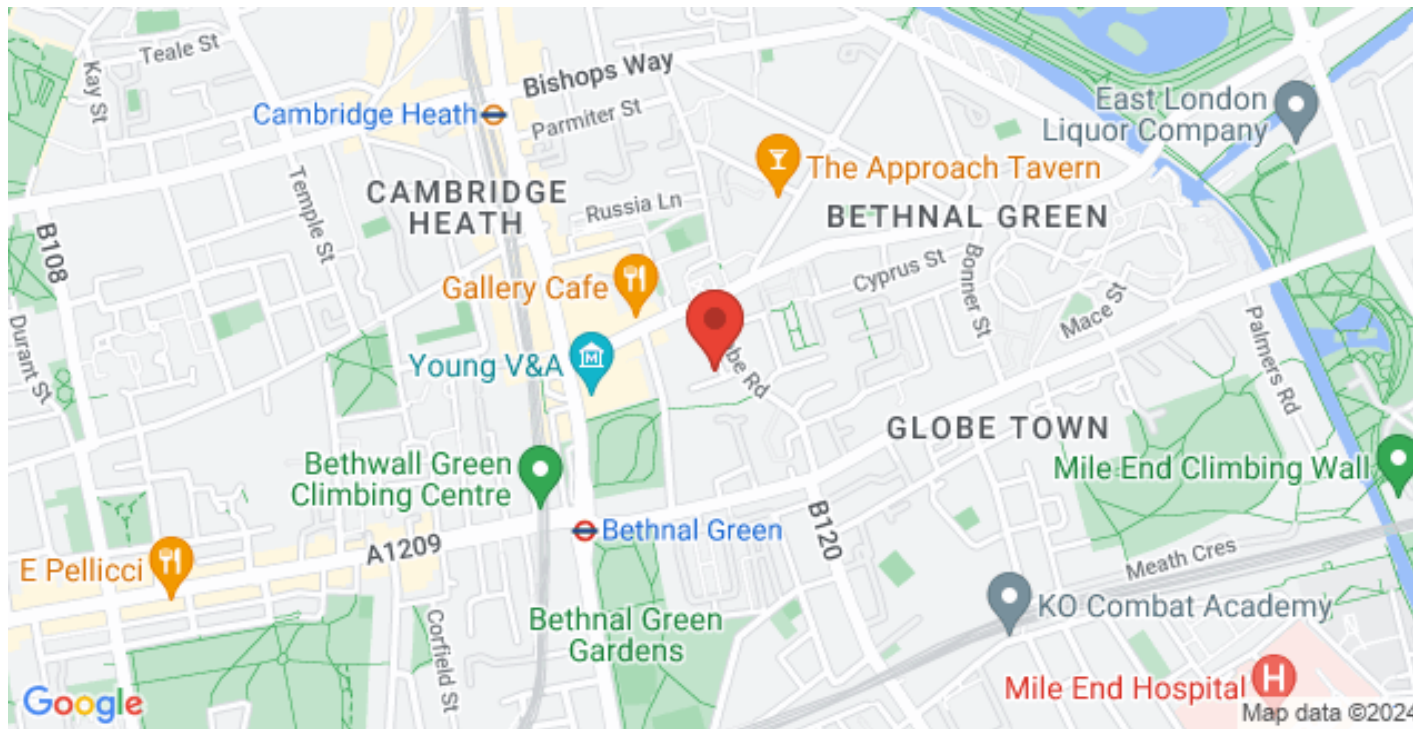 Teale St
Kay St
Bishops Way
Cambridge Heath
Parmiter St
East London
Liquor Company
The Approach Tavern
Temple St
CAMBRIDGE
HEATH
Russia Ln
BETHNAL GREEN
B108
Gallery Cafe
Cyprus St
Bonner St
Mace St
Durant St
Young V&A
be Rd
Palmers Rd
GLOBE TOWN
Bethwall Green
Climbing Centre
Mile End Climbing Wall
Bethnal Green
B120
A1209
E Pellicci
Meath Cres
KO Combat Academy
Corfield St
Bethnal Green
Gardens
Mile End Hospital
H
Google
Map data ©2024